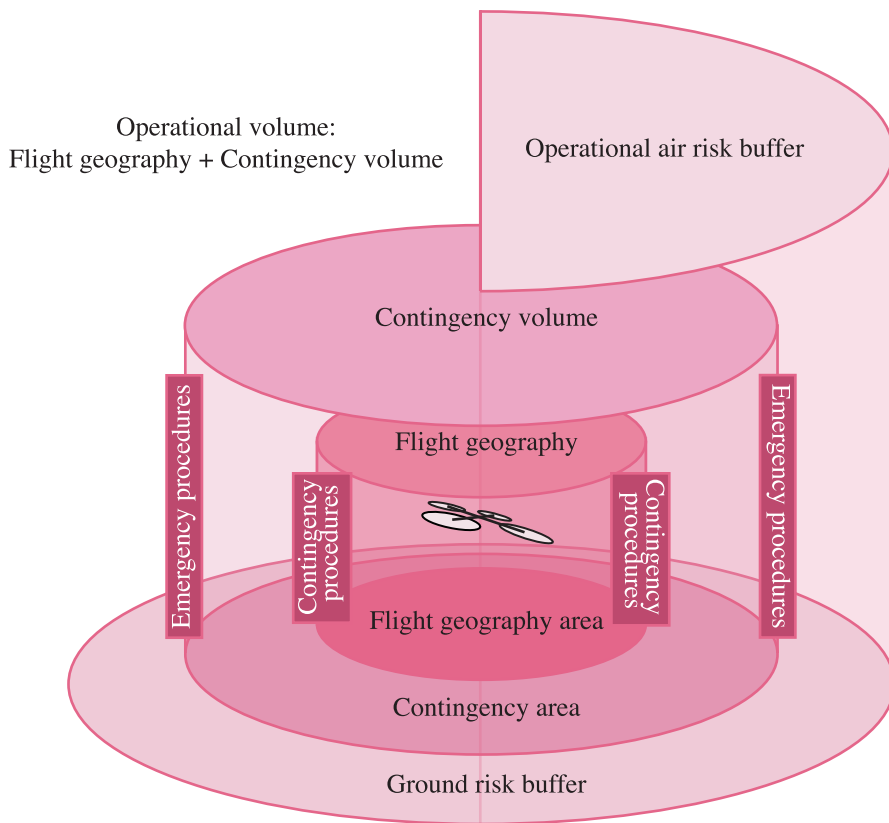 Operational volume:
Flight geography + Contingency volume
Operational air risk buffer
Contingency volume
Flight geography
Emergency procedures
Contingency
procedures
Contingency
procedures
Emergency procedures
Flight geography area
Contingency area
Ground risk buffer